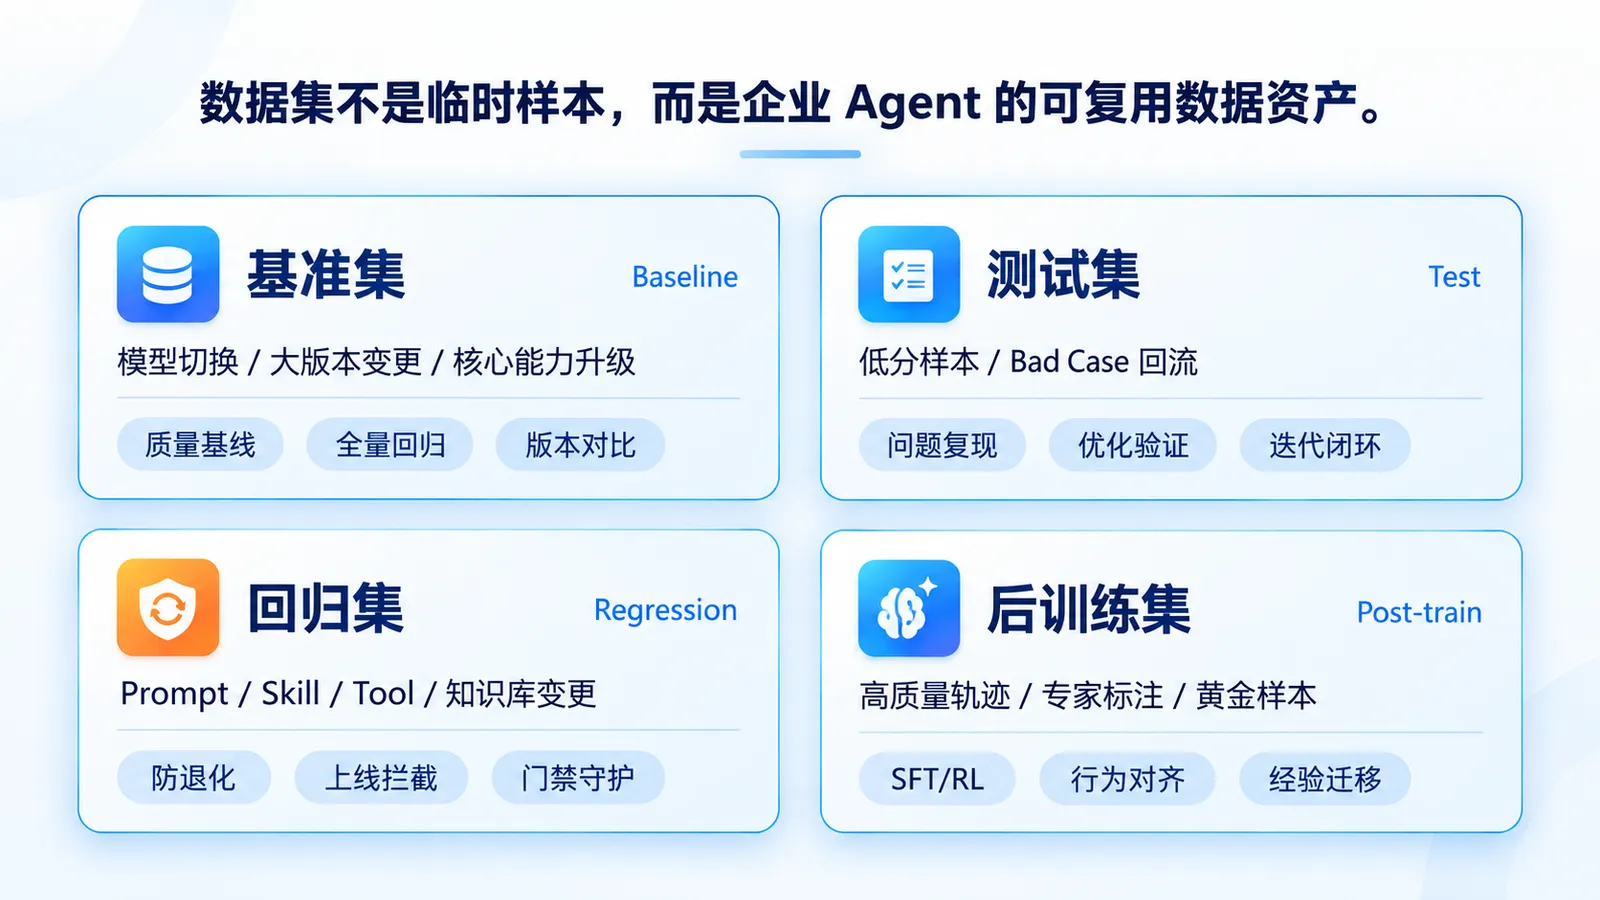 数据集不是临时样本，而是企业 Agent 的可复用数据资产。
基准集
Baseline
模型切换 / 大版本变更 / 核心能力升级
质量基线
全量回归
版本对比
测试集
Test
低分样本 / Bad Case 回流
问题复现
优化验证
迭代闭环
回归集
Regression
Prompt / Skill / Tool / 知识库变更
防退化
上线拦截
门禁守护
后训练集
Post-train
高质量轨迹 / 专家标注 / 黄金样本
SFT/RL
行为对齐
经验迁移